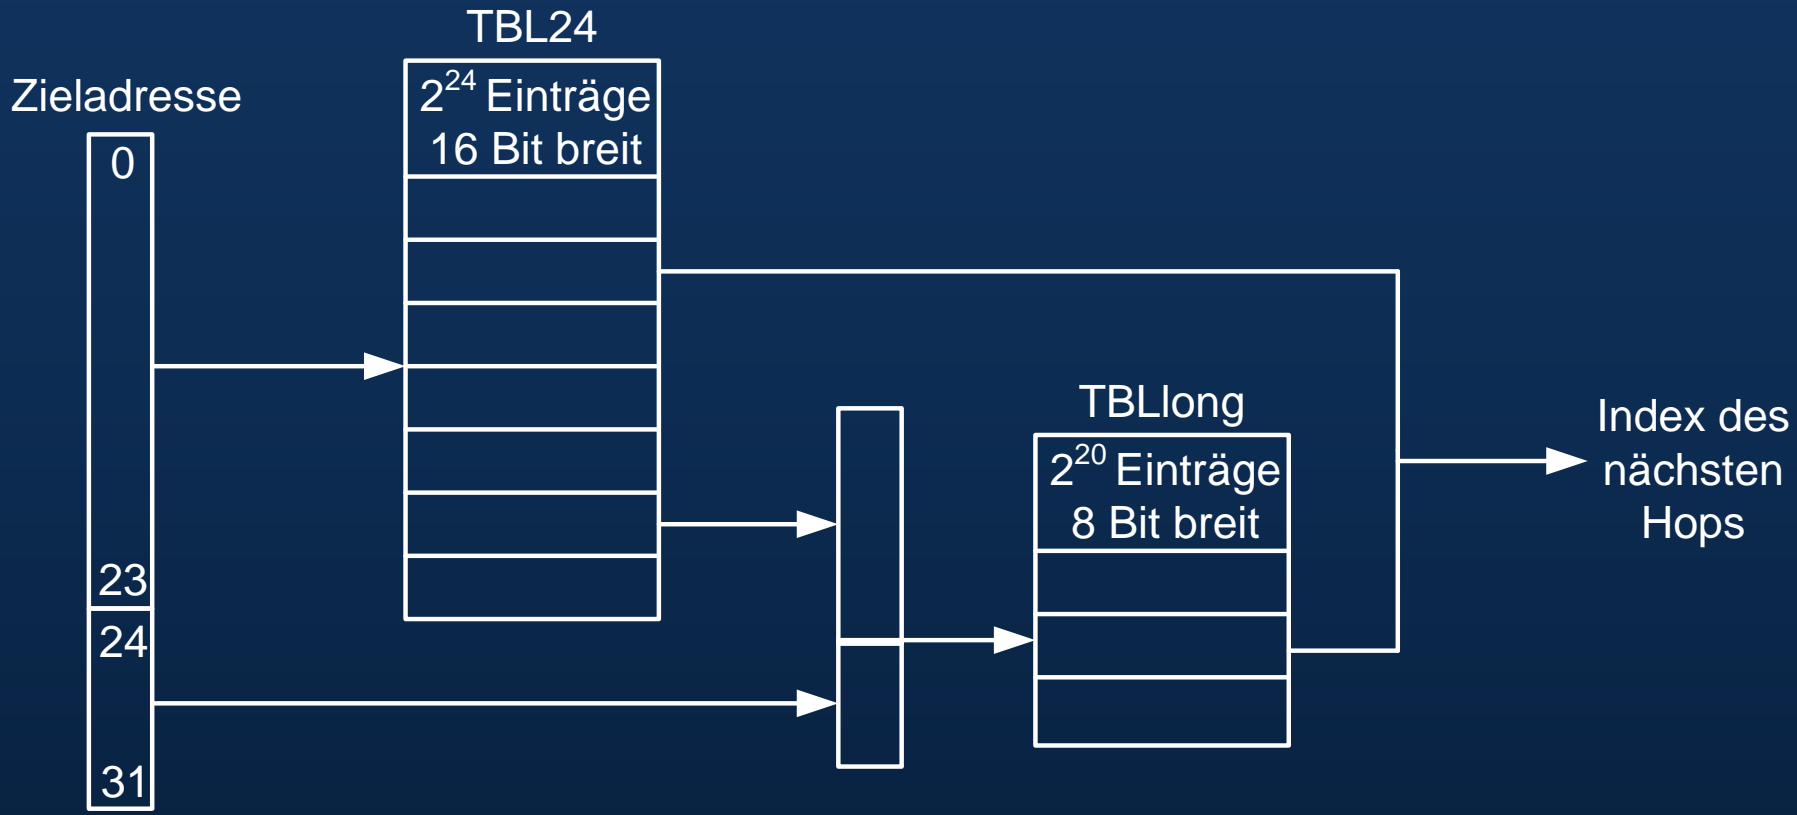 TBL24
Zieladresse
2^24 Einträge
16 Bit breit
0
23
24
31
TBLlong
2^20 Einträge
8 Bit breit
Index des
nächsten
Hops